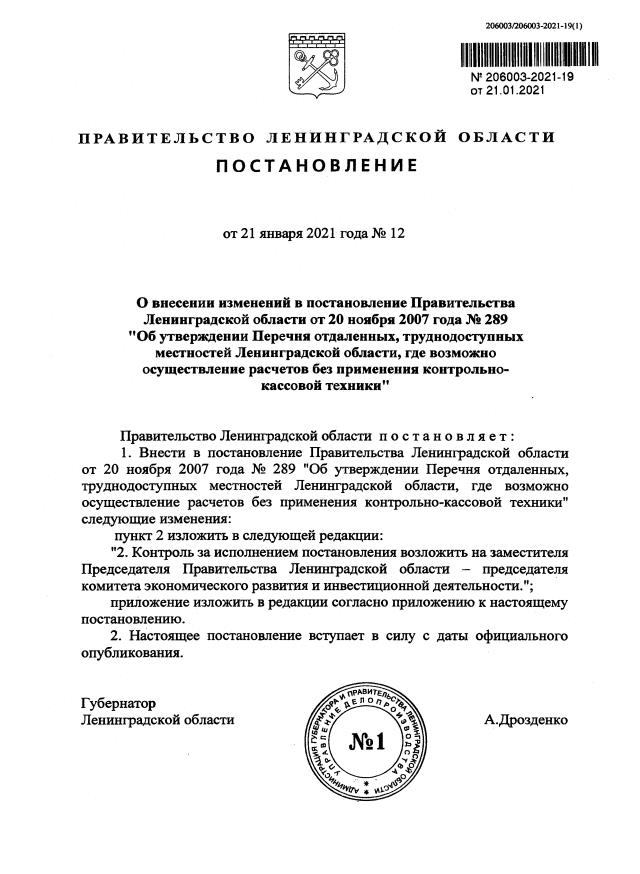 206003/206003-2021-19(1)
№ 206003-2021-19
от 21.01.2021
ПРАВИТЕЛЬСТВО ЛЕНИНГРАДСКОЙ ОБЛАСТИ
ПОСТАНОВЛЕНИЕ
от 21 января 2021 года № 12
О внесении изменений в постановление Правительства
Ленинградской области от 20 ноября 2007 года № 289
"Об утверждении Перечня отдаленных, труднодоступных
местностей Ленинградской области, где возможно
осуществление расчетов без применения контрольно-
кассовой техники"
Правительство Ленинградской области п о с т а н о в л я е т :
1. Внести в постановление Правительства Ленинградской области
от 20 ноября 2007 года № 289 "Об утверждении Перечня отдаленных,
труднодоступных местностей Ленинградской области, где возможно
осуществление расчетов без применения контрольно-кассовой техники"
следующие изменения:
пункт 2 изложить в следующей редакции:
"2. Контроль за исполнением постановления возложить на заместителя
Председателя Правительства Ленинградской области – председателя
комитета экономического развития и инвестиционной деятельности.";
приложение изложить в редакции согласно приложению к настоящему
постановлению.
2. Настоящее постановление вступает в силу с даты официального
опубликования.
Губернатор
Ленинградской области
А.Дрозденко
АДМИНИСТРАЦИЯ ГУБЕРНАТОРА И ПРАВИТЕЛЬСТВА ЛЕНИНГРАДСКОЙ ОБЛАСТИ
УПРАВЛЕНИЕ ДЕЛОПРОИЗВОДСТВА
№1